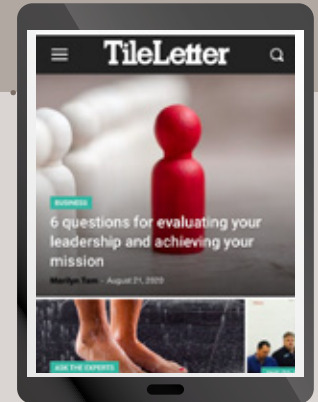 TileLetter
BUSINESS
6 questions for evaluating your
leadership and achieving your
mission
Marilyn Tam - August 21, 2020
ASK THE EXPERTS